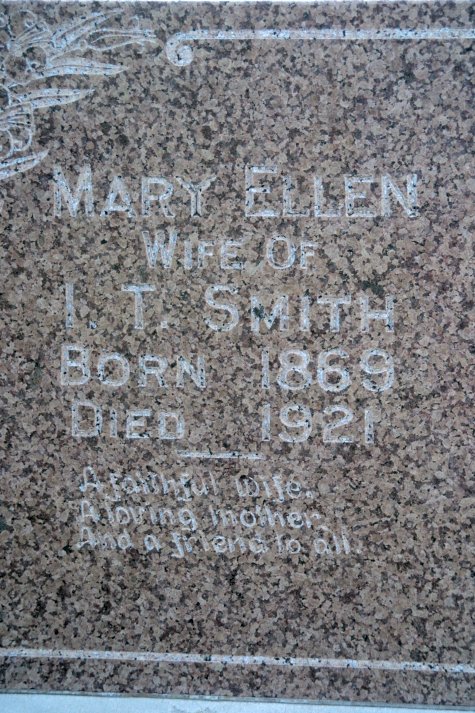 MARY ELLEN
WIFE OF
I. T. SMITH
BORN 1869
DIED 1921
A faithful wife,
A loving mother,
And a friend to all.